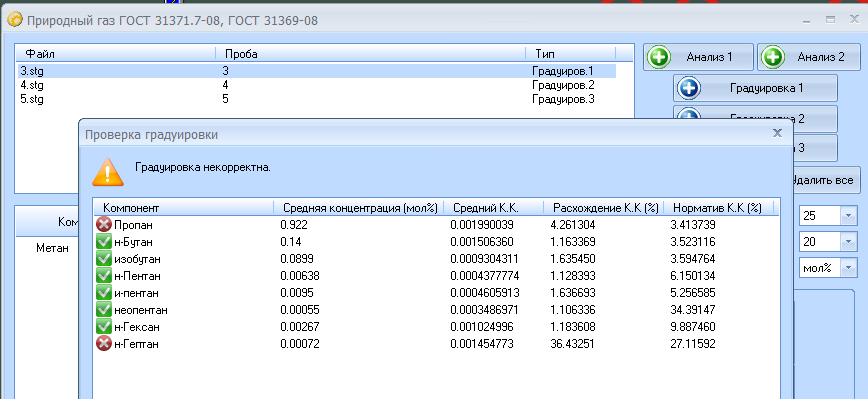 Природный газ ГОСТ 31371.7-08, ГОСТ 31369-08
Файл Проба Тип
3.stg 3 Градуиров.1
4.stg 4 Градуиров.2
5.stg 5 Градуиров.3
Анализ 1 Анализ 2
Градуировка 1
Градуировка 2
3
Удалить все
Проверка градуировки
Градуировка некорректна.
Компонент Средняя концентрация (мол%) Средний К.К. Расхождение К.К (%) Норматив К.К (%)
Пропан 0.922 0.001990039 4.261304 3.413739
н-Бутан 0.14 0.001506360 1.163369 3.523116
изобутан 0.0899 0.0009304311 1.635450 3.594764
н-Пентан 0.00638 0.0004377774 1.128393 6.150134
и-пентан 0.0095 0.0004605913 1.636693 5.256585
неопентан 0.00055 0.0003486971 1.106336 34.39147
н-Гексан 0.00267 0.001024996 1.183608 9.887460
н-Гептан 0.00072 0.001454773 36.43251 27.11592
Ком
Метан
25
20
мол%